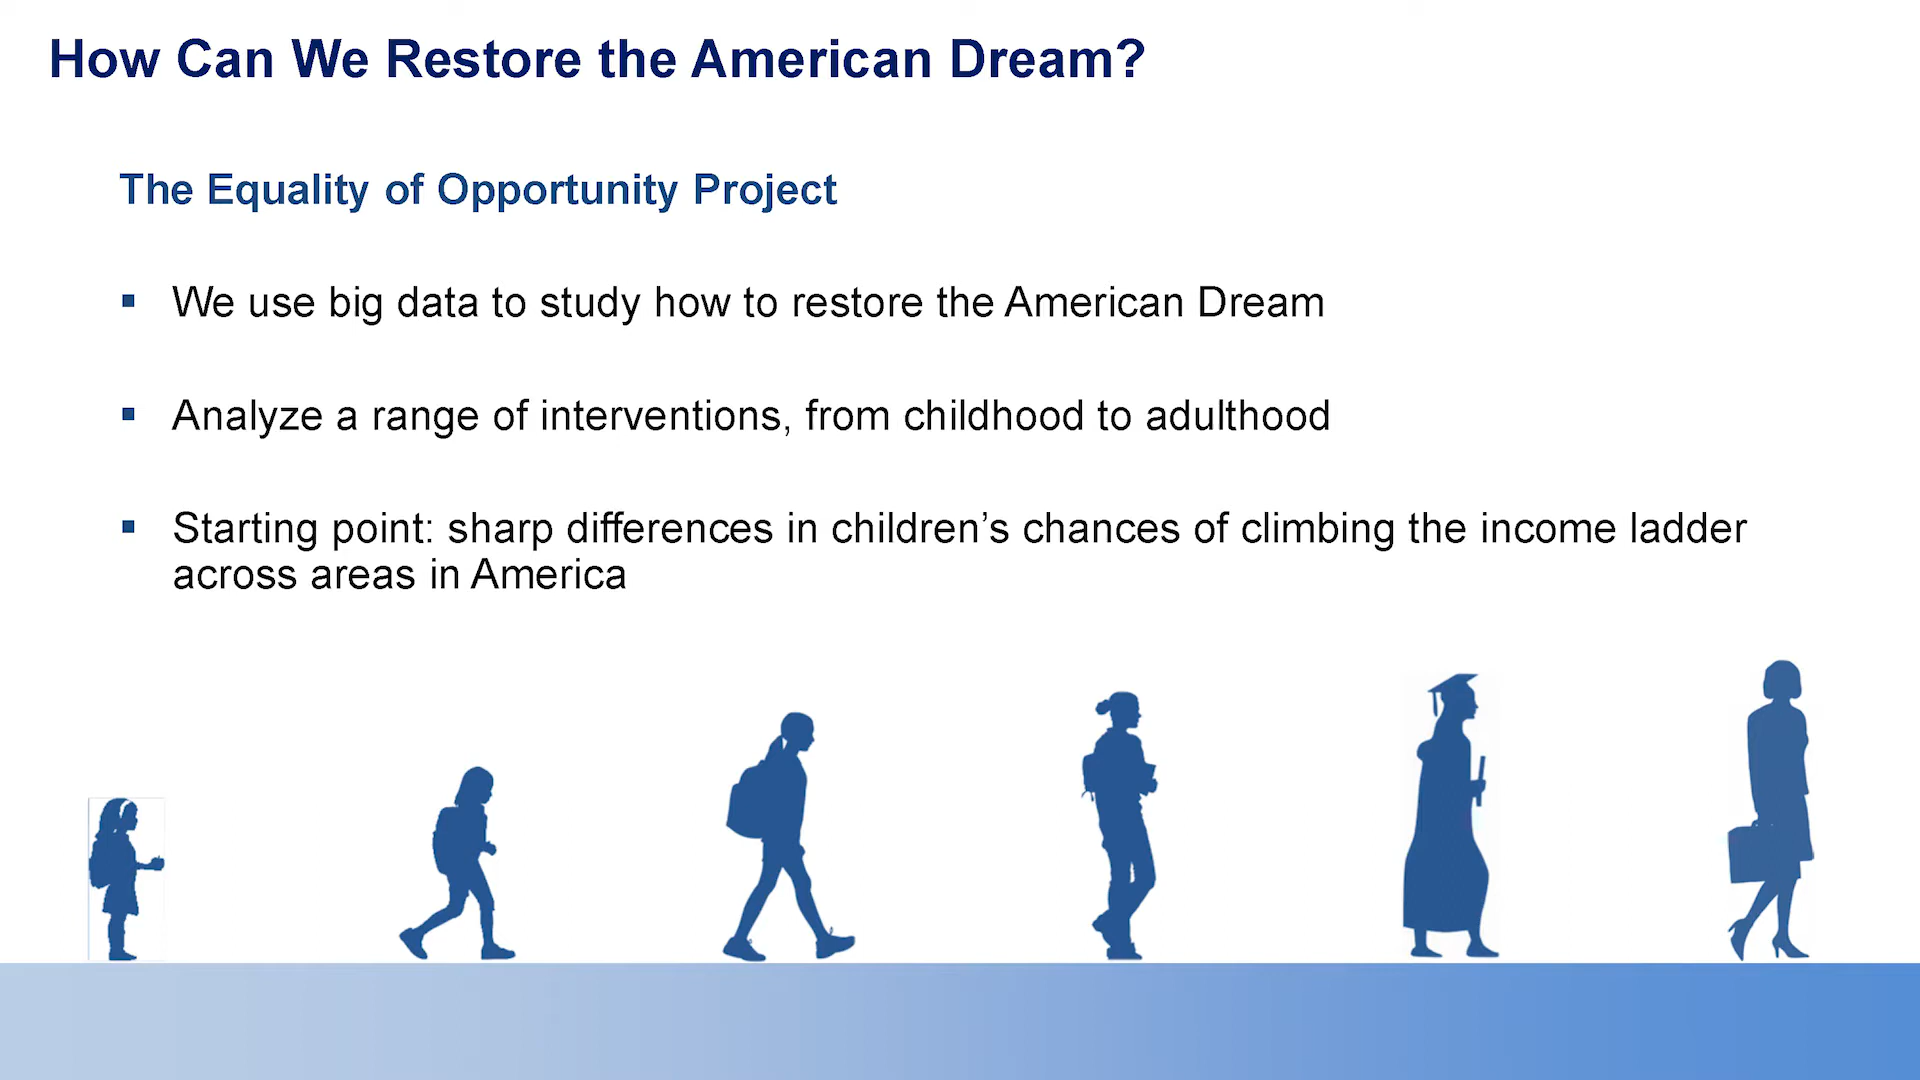 How Can We Restore the American Dream?
The Equality of Opportunity Project
▪ We use big data to study how to restore the American Dream
▪ Analyze a range of interventions, from childhood to adulthood
▪ Starting point: sharp differences in children’s chances of climbing the income ladder
across areas in America